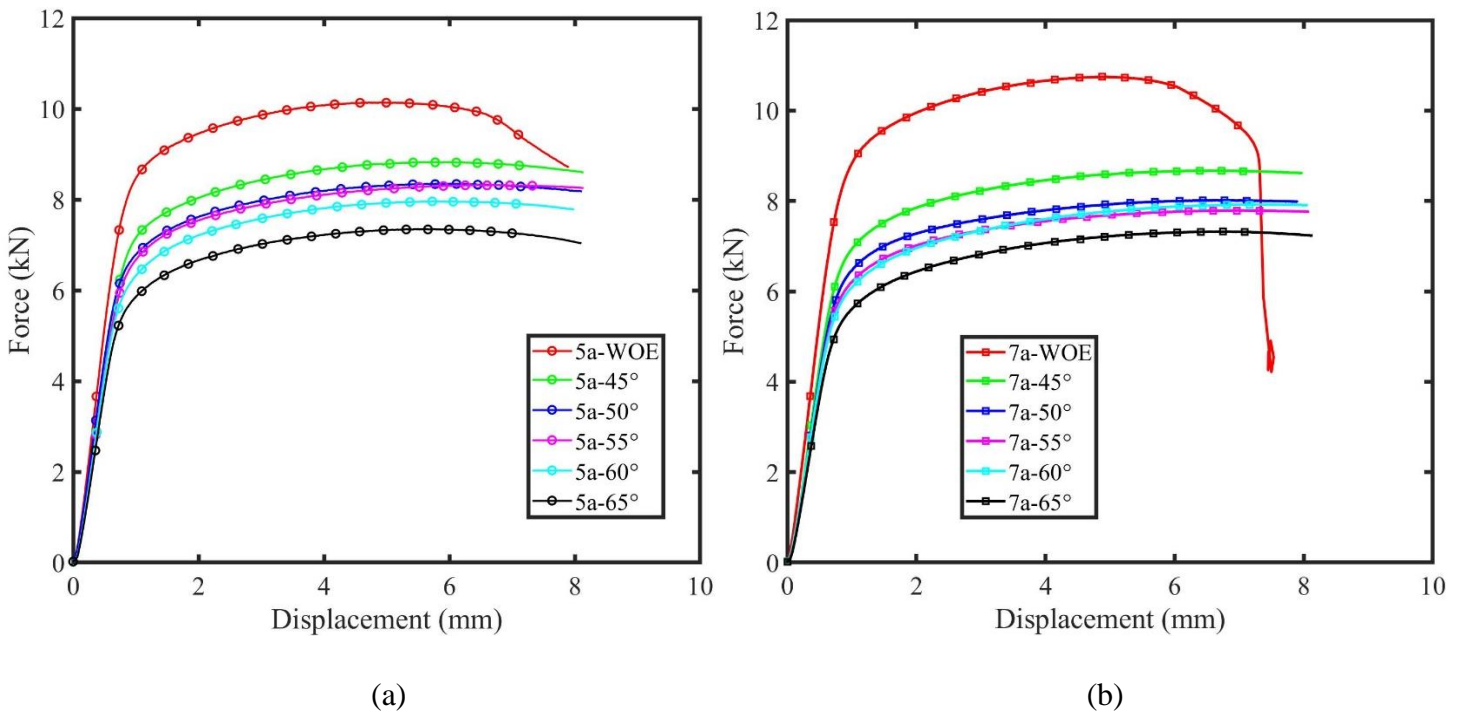 12
10
8
6
4
2
0
Force (kN)
5a-WOE
5a-45°
5a-50°
5a-55°
5a-60°
5a-65°
0 2 4 6 8 10
Displacement (mm)
(a)
12
10
8
6
4
2
0
Force (kN)
7a-WOE
7a-45°
7a-50°
7a-55°
7a-60°
7a-65°
0 2 4 6 8 10
Displacement (mm)
(b)